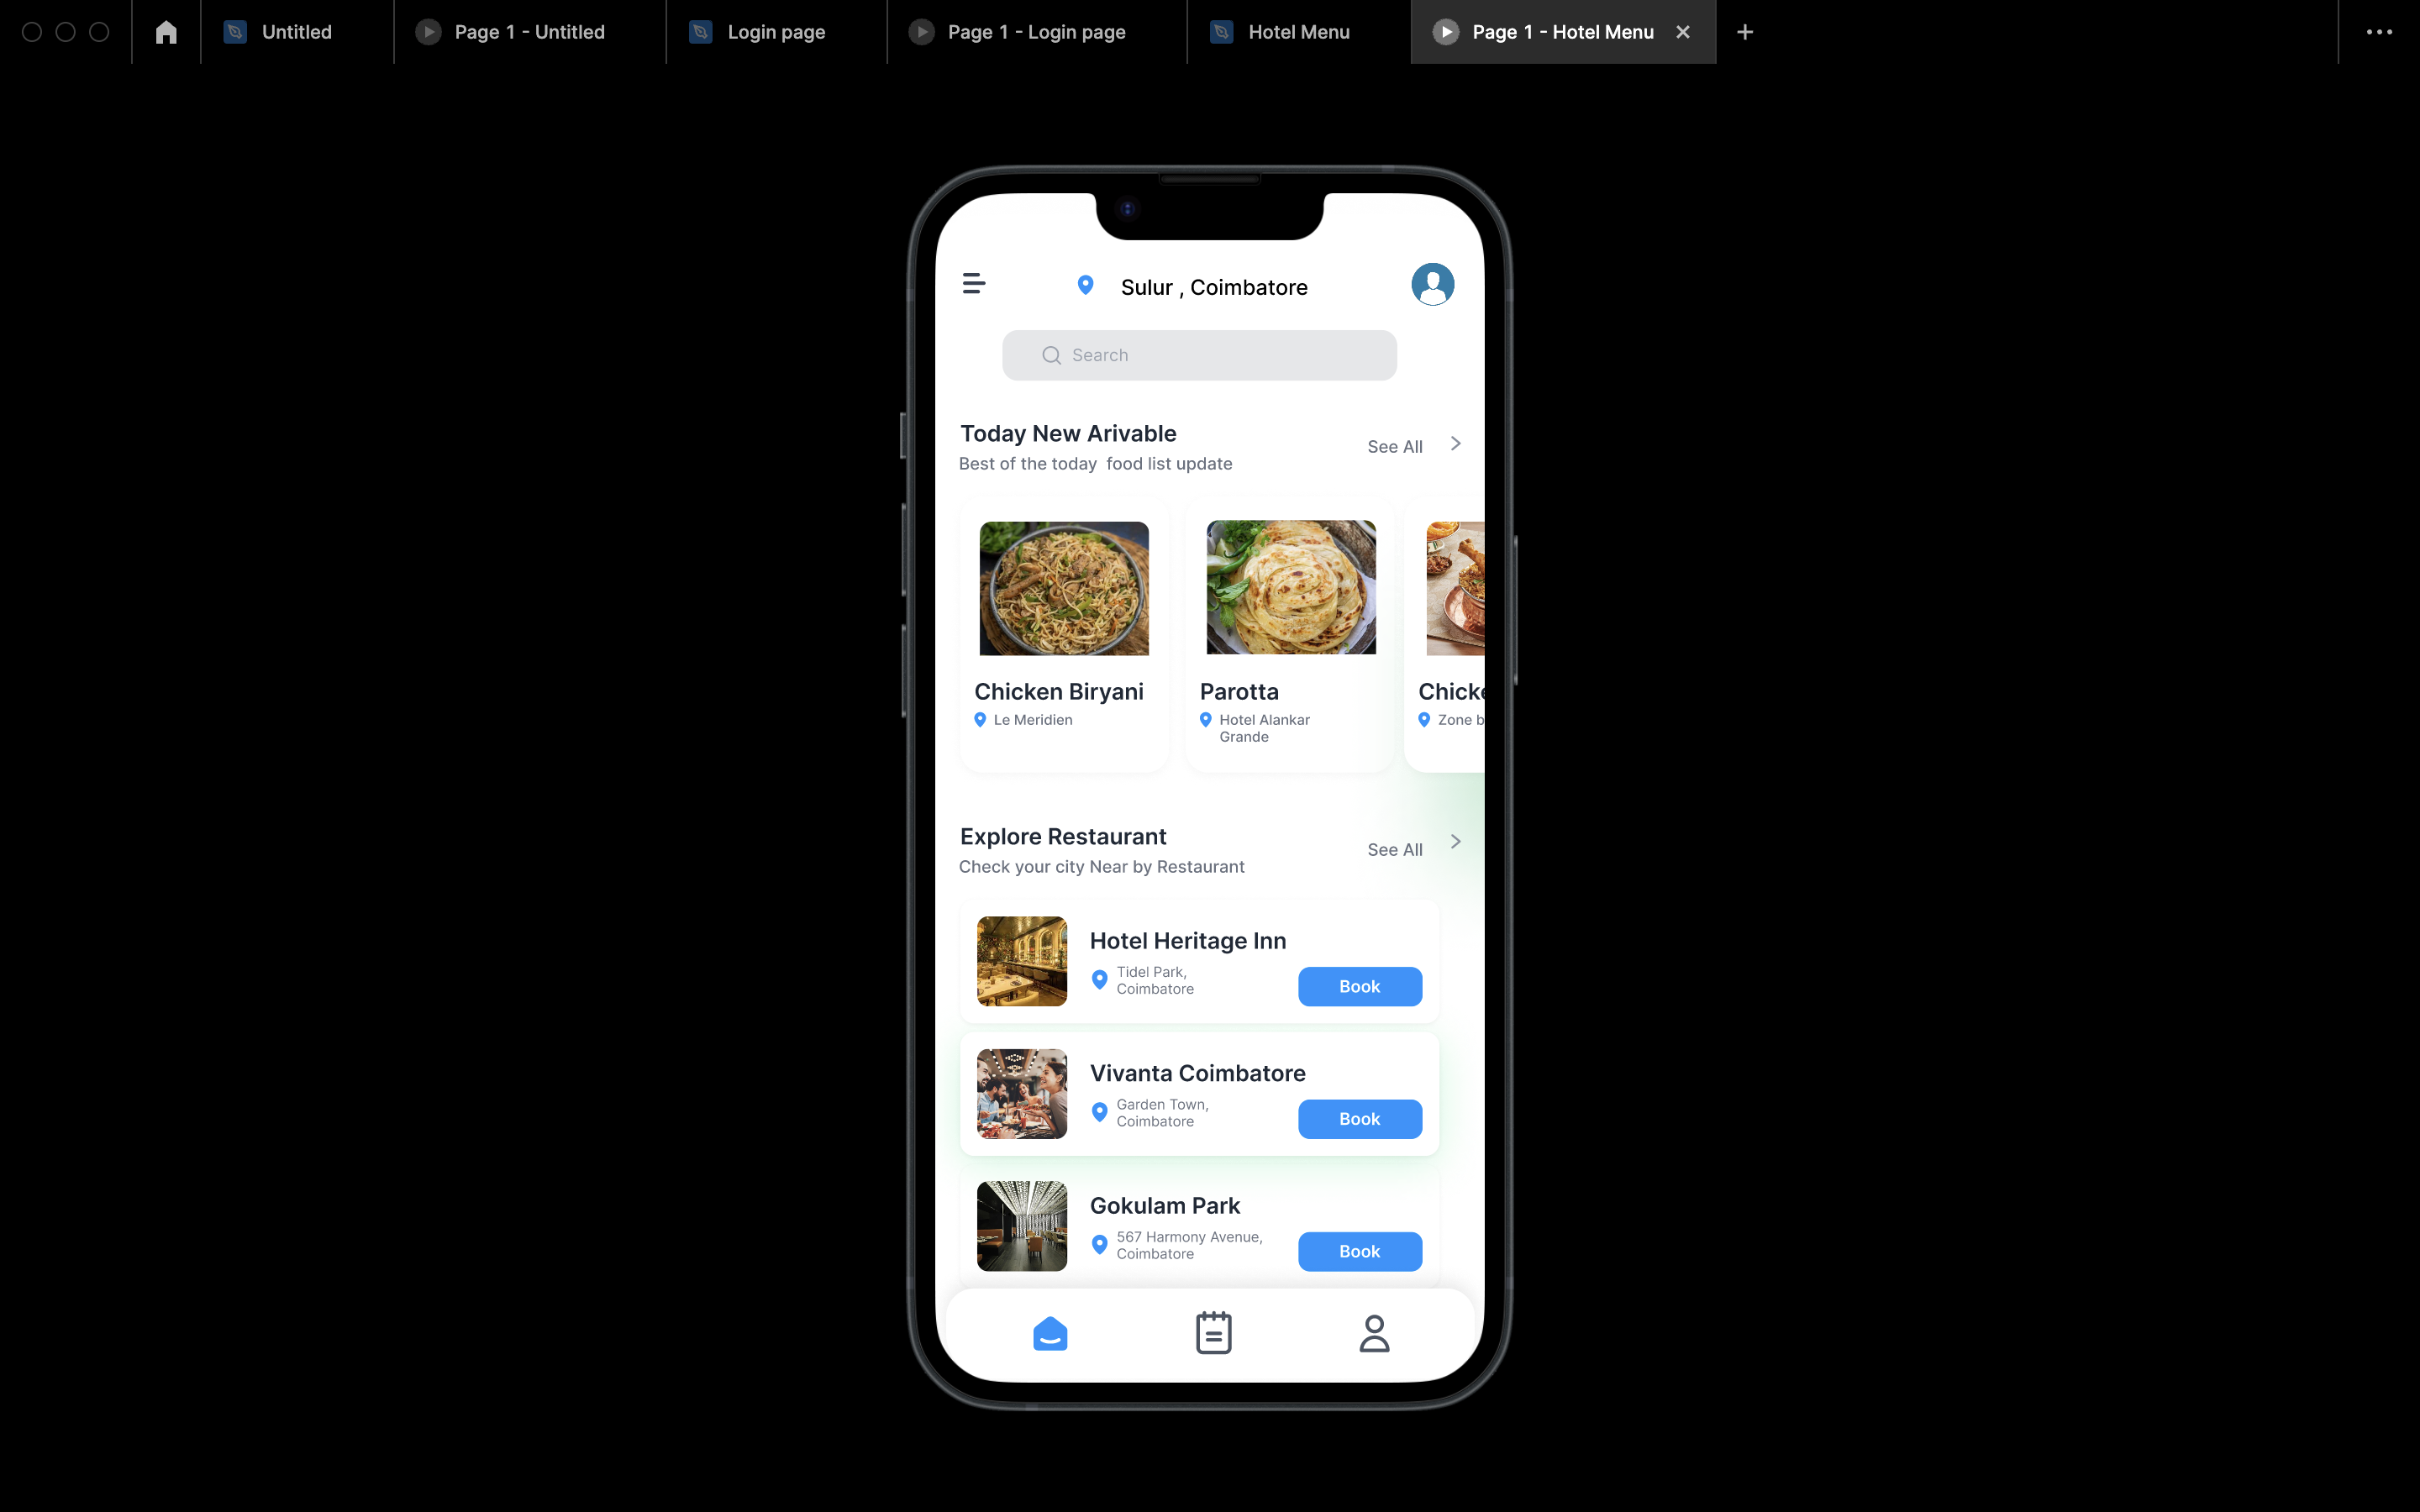 Untitled
Page 1 - Untitled
Login page
Page 1 - Login page
Hotel Menu
Page 1 - Hotel Menu
Sulur , Coimbatore
Search
Today New Arivable
See All
Best of the today  food list update
Chicken Biryani
Le Meridien
Parotta
Hotel Alankar
Grande
Chicke
Zone b
Explore Restaurant
See All
Check your city Near by Restaurant
Hotel Heritage Inn
Tidel Park,
Coimbatore
Book
Vivanta Coimbatore
Garden Town,
Coimbatore
Book
Gokulam Park
567 Harmony Avenue,
Coimbatore
Book